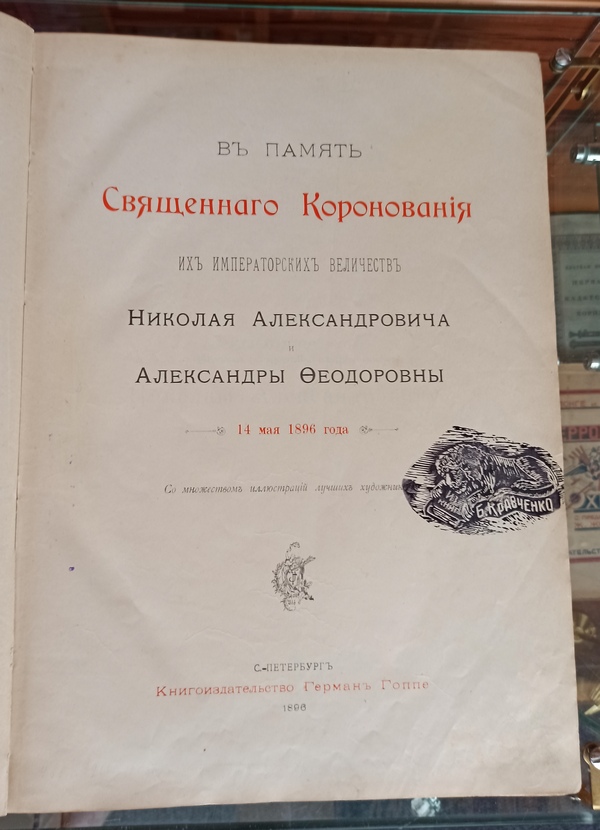 ВЪ ПАМЯТЬ
Священнаго Коронованія
ИХЪ ИМПЕРАТОРСКИХЪ ВЕЛИЧЕСТВЪ
Николая Александровича
и
Александры Ѳеодоровны
14 мая 1896 года
Со множествомъ иллюстрацій лучшихъ
Б. КРАВЧЕНКО
С.-ПЕТЕРБУРГЪ
Книгоиздательство Германъ Гоппе
1896